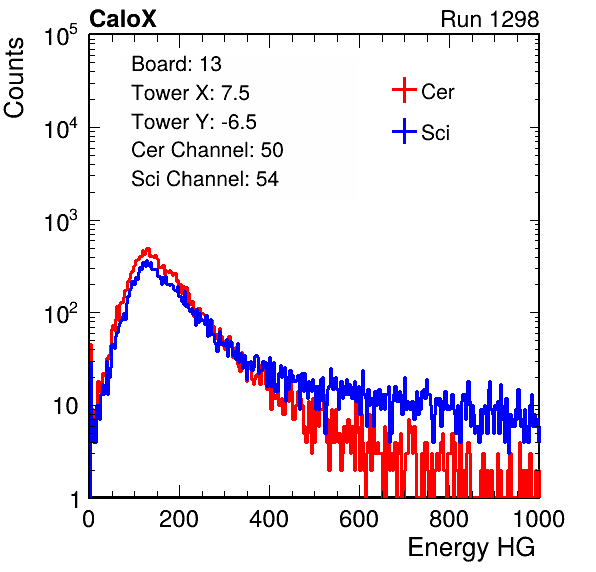 CaloX Run 1298
Counts
10^5
10^4
10^3
10^2
10
1
Board: 13
Tower X: 7.5
Tower Y: -6.5
Cer Channel: 50
Sci Channel: 54
Cer
Sci
0 200 400 600 800 1000
Energy HG